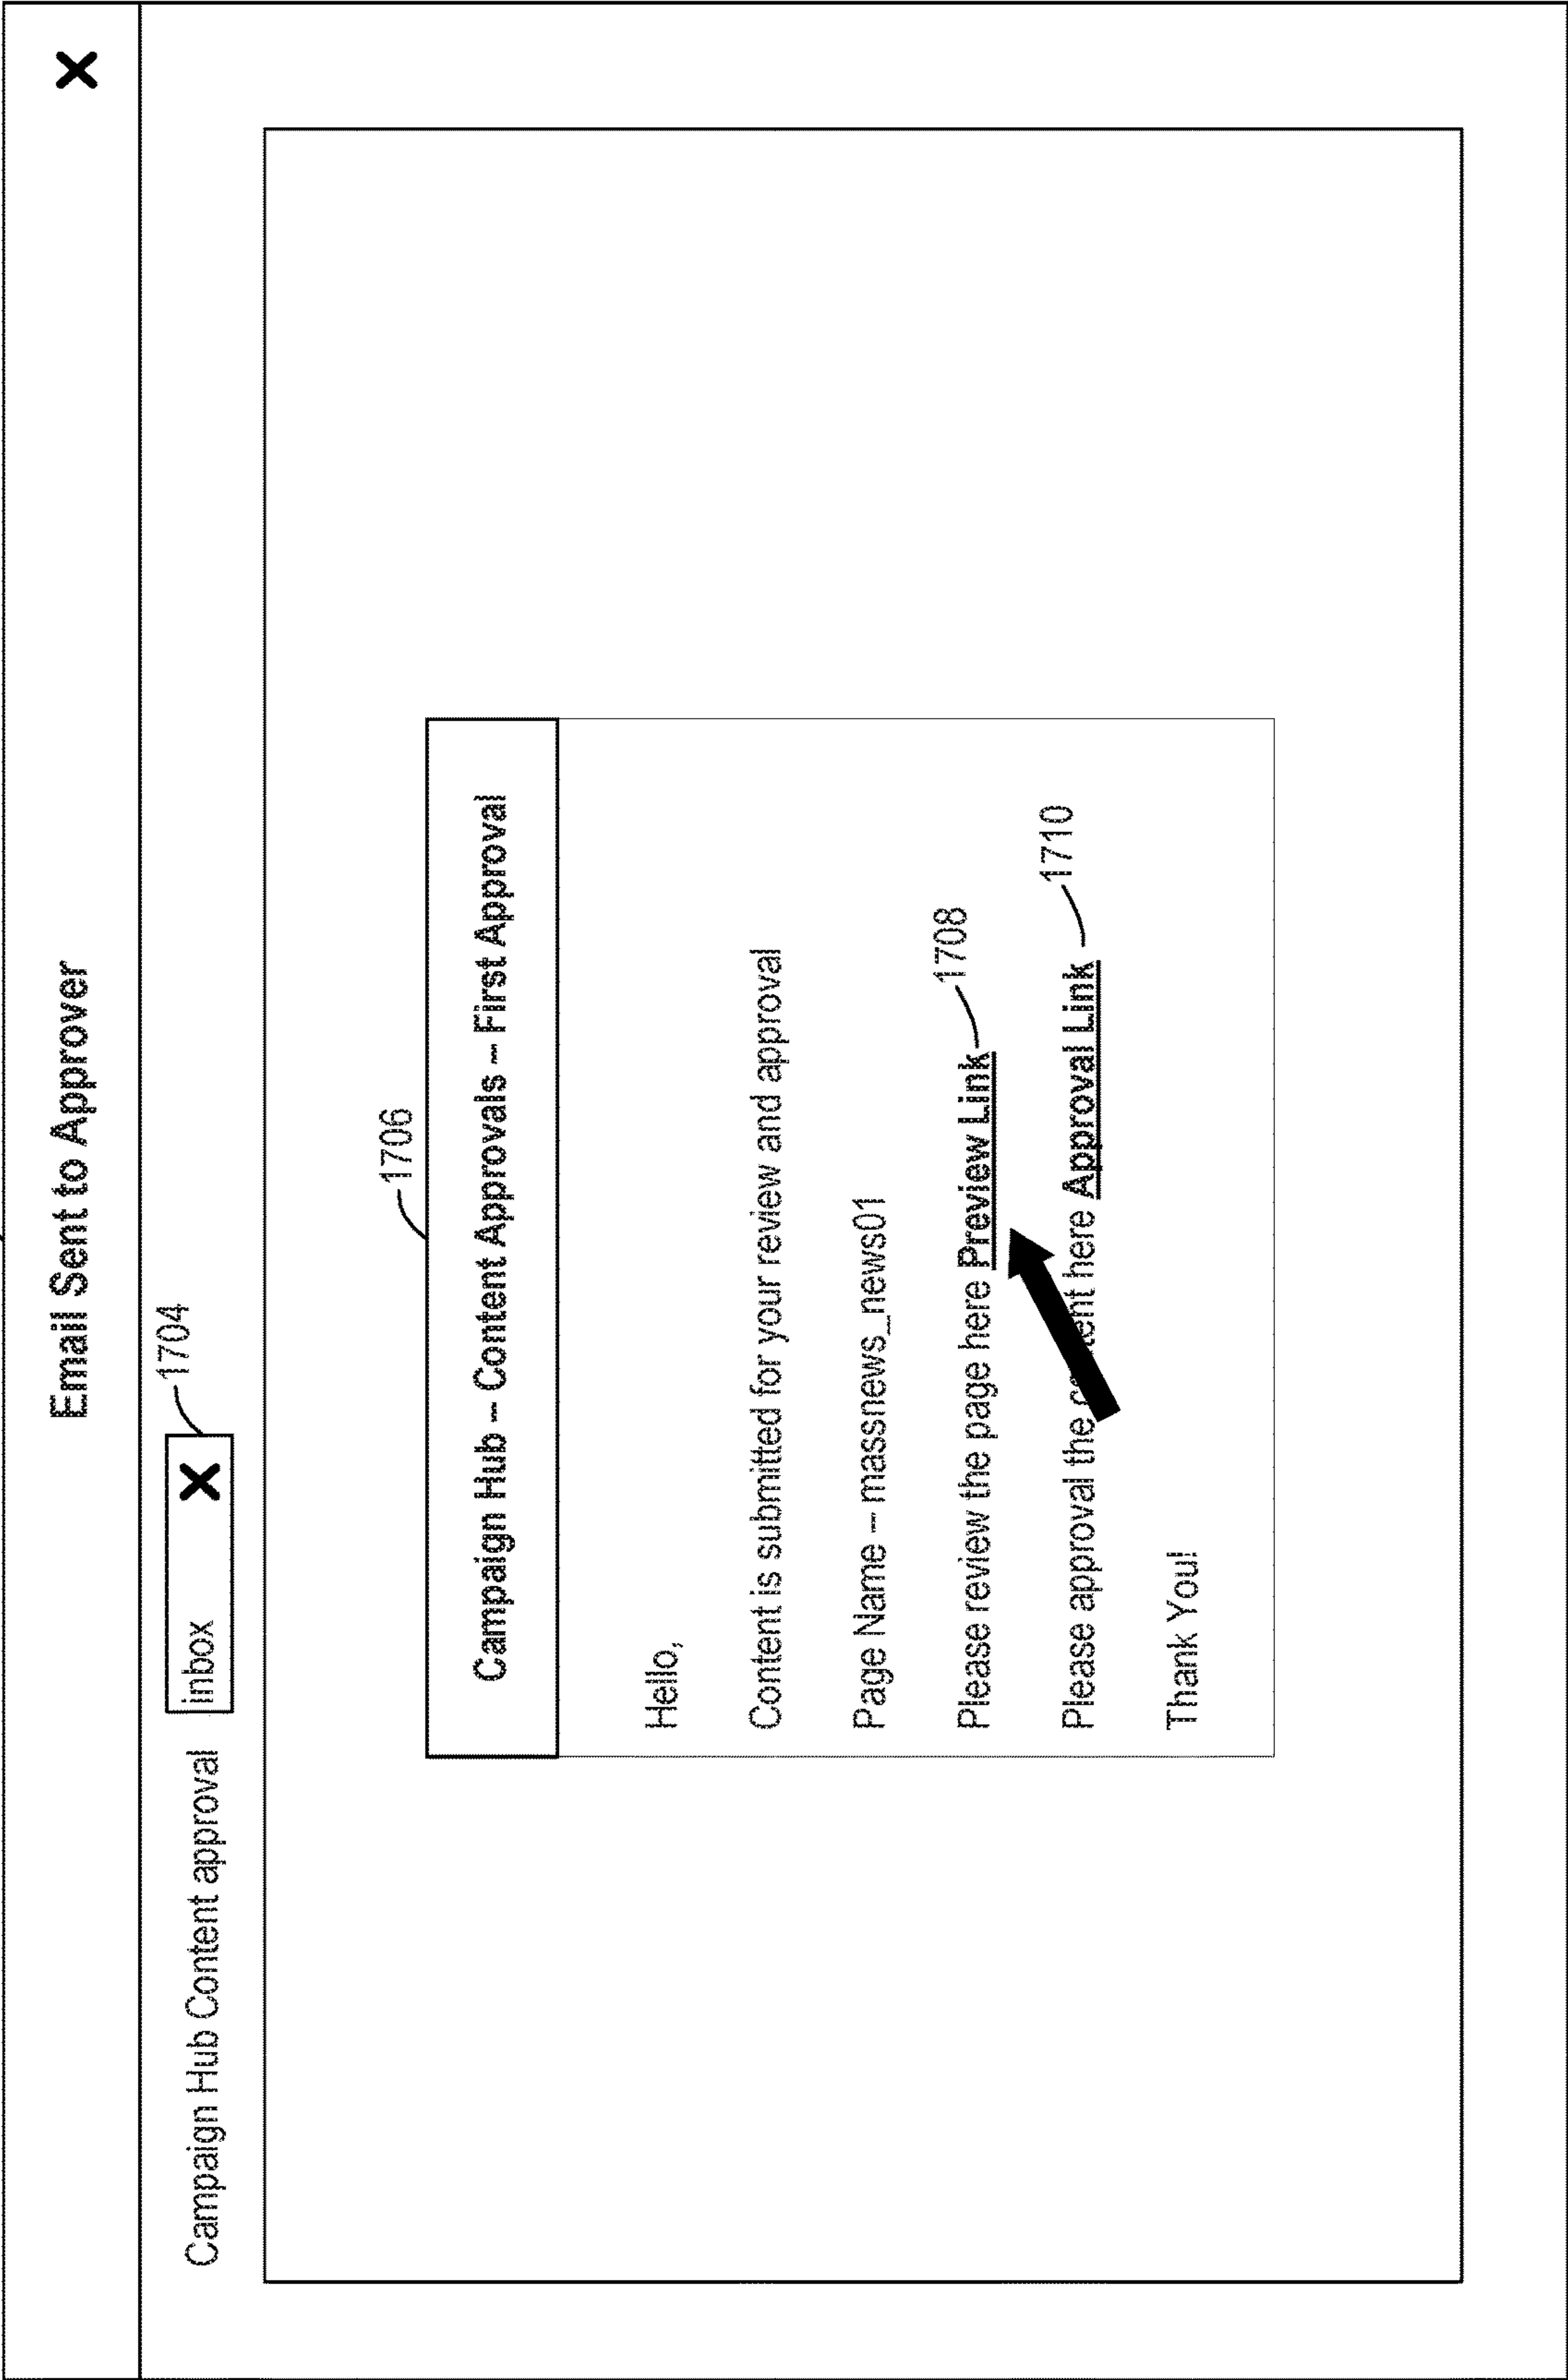 Email Sent to Approver
Campaign Hub Content approval
inbox
1704
1706
Campaign Hub – Content Approvals – First Approval
Hello,
Content is submitted for your review and approval
Page Name – massnews_news01
Please review the page here Preview Link
1708
Please approval the here Approval Link
1710
Thank You!